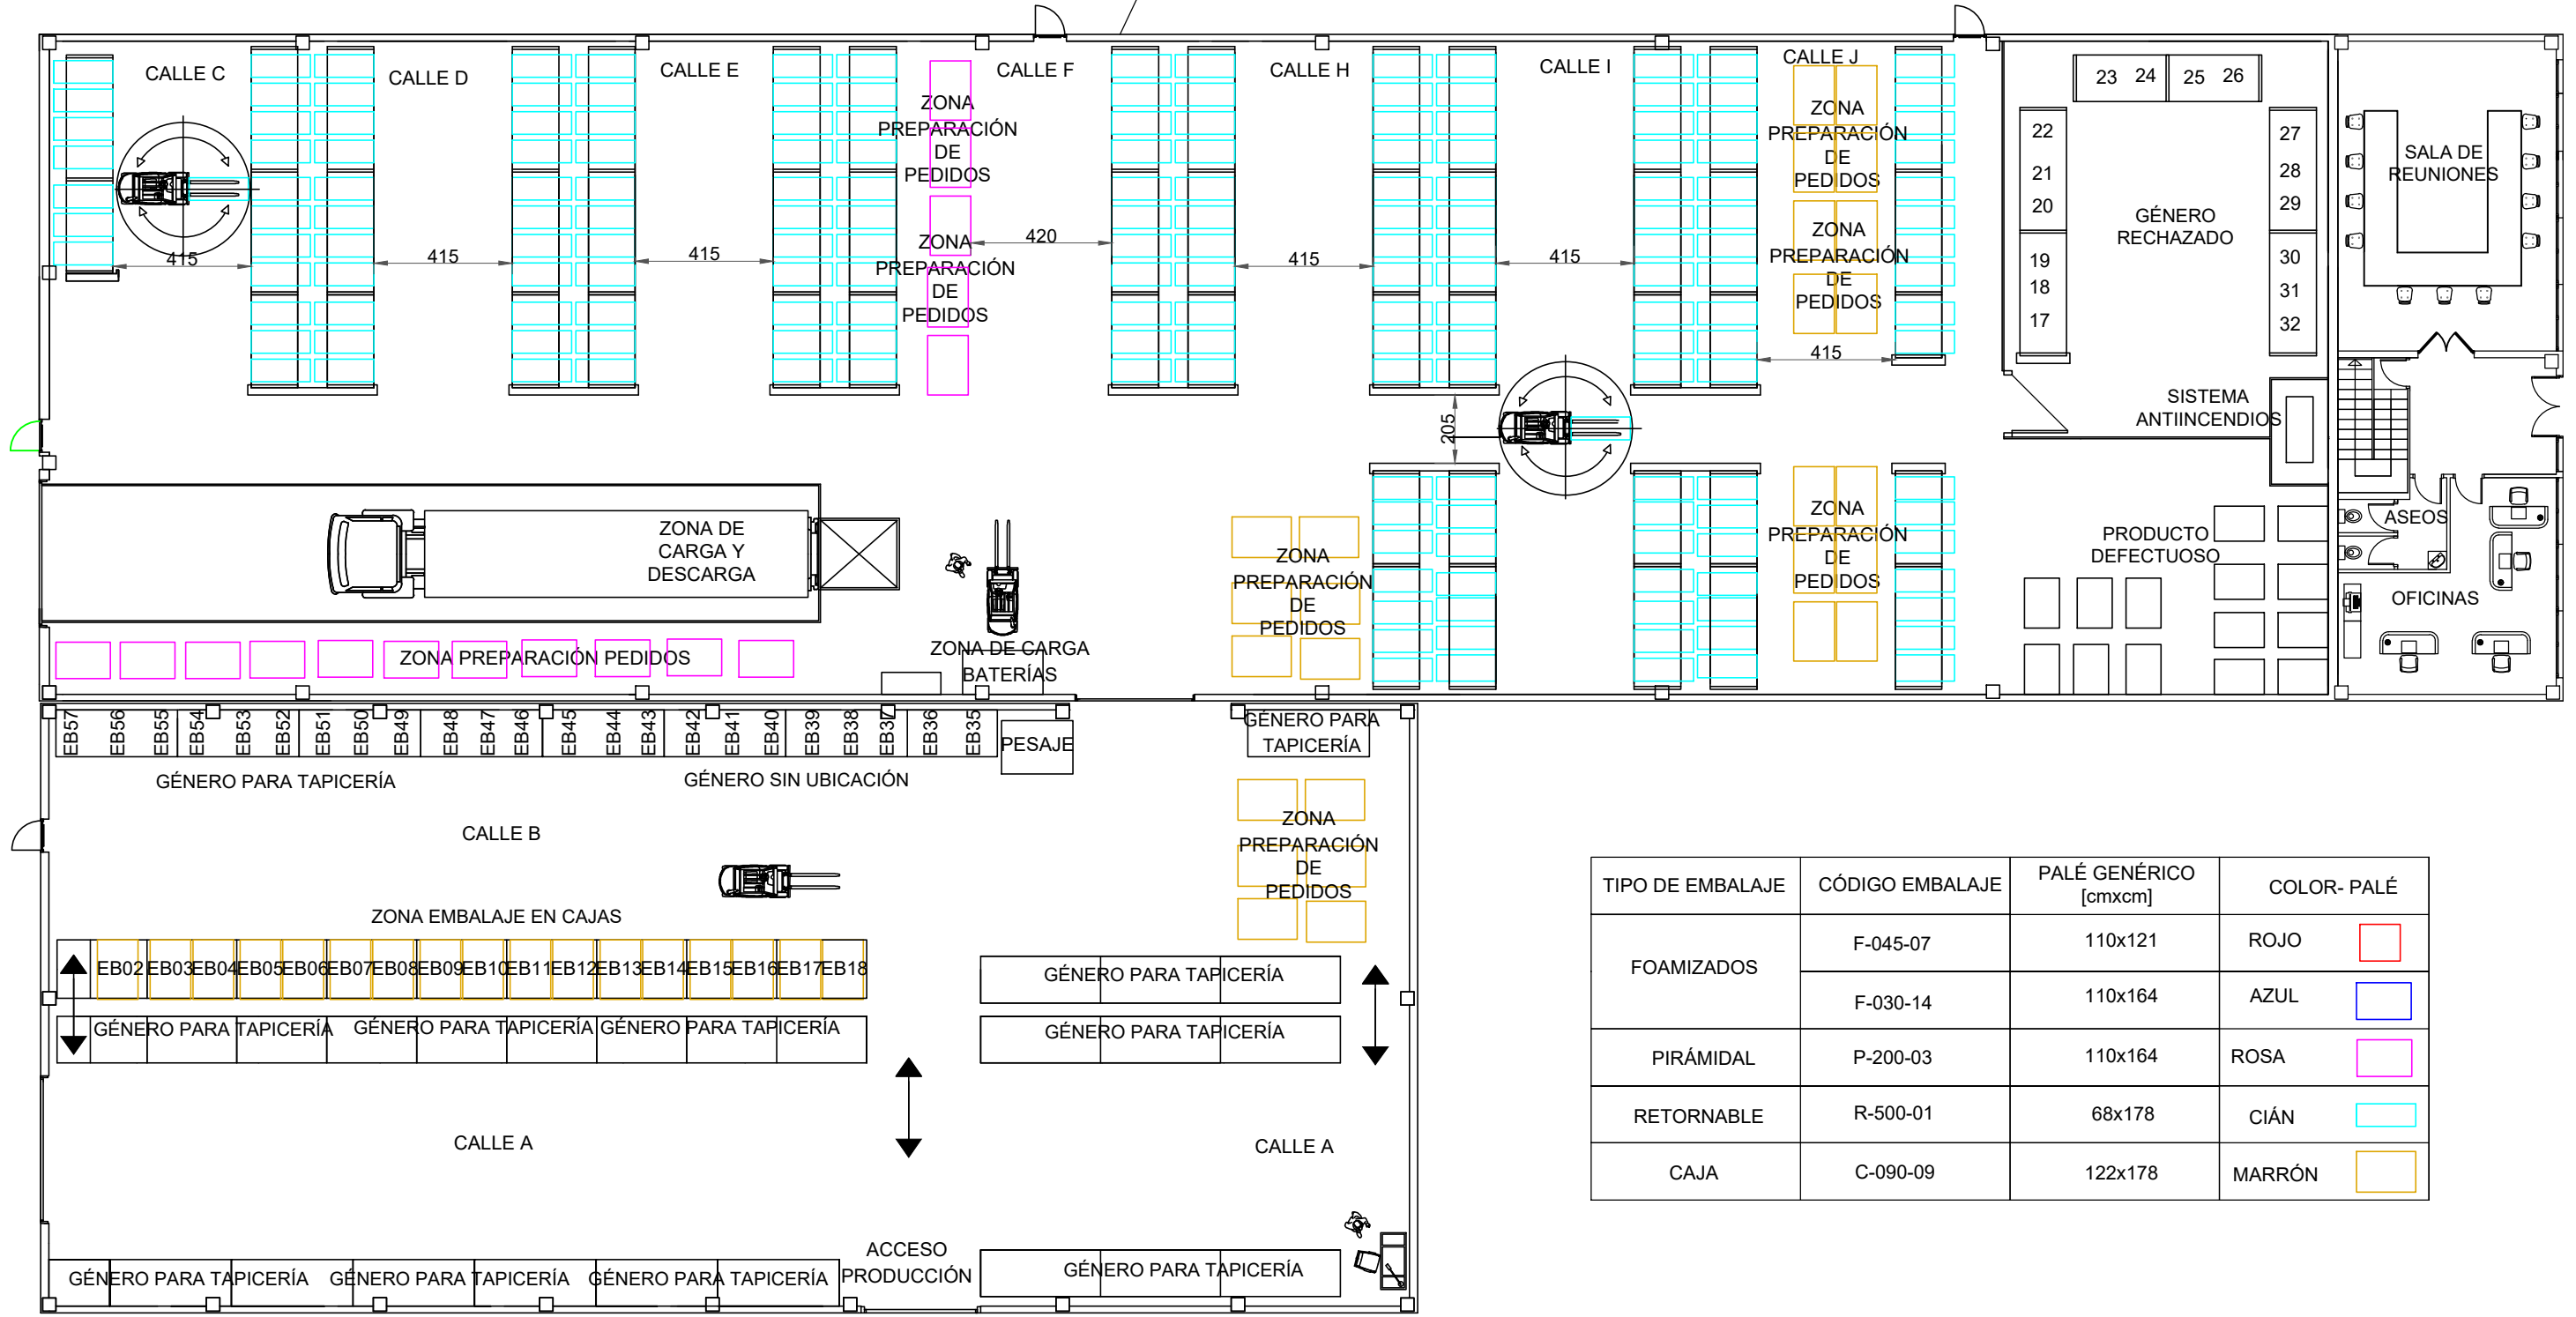 CALLE C
CALLE D
CALLE E
CALLE F
CALLE H
CALLE I
CALLE J
ZONA
PREPARACIÓN
DE
PEDIDOS
ZONA
PREPARACIÓN
DE
PEDIDOS
ZONA
PREPARACIÓN
DE
PEDIDOS
ZONA
PREPARACIÓN
DE
PEDIDOS
415
415
415
420
415
415
415
205
23 24 25 26
22
21
20
19
18
17
27
28
29
30
31
32
GÉNERO
RECHAZADO
SALA DE
REUNIONES
SISTEMA
ANTIINCENDIOS
ZONA DE
CARGA Y
DESCARGA
ZONA
PREPARACIÓN
DE
PEDIDOS
ZONA
PREPARACIÓN
DE
PEDIDOS
PRODUCTO
DEFECTUOSO
ASEOS
OFICINAS
ZONA PREPARACIÓN PEDIDOS
ZONA DE CARGA
BATERÍAS
EB57
EB56
EB55
EB54
EB53
EB52
EB51
EB50
EB49
EB48
EB47
EB46
EB45
EB44
EB43
EB42
EB41
EB40
EB39
EB38
EB37
EB36
EB35
PESAJE
GÉNERO PARA
TAPICERÍA
GÉNERO PARA TAPICERÍA
GÉNERO SIN UBICACIÓN
CALLE B
ZONA
PREPARACIÓN
DE
PEDIDOS
ZONA EMBALAJE EN CAJAS
EB02 EB03 EB04 EB05 EB06 EB07 EB08 EB09 EB10 EB11 EB12 EB13 EB14 EB15 EB16 EB17 EB18
GÉNERO PARA TAPICERÍA
GÉNERO PARA TAPICERÍA GÉNERO PARA TAPICERÍA GÉNERO PARA TAPICERÍA
GÉNERO PARA TAPICERÍA
CALLE A
CALLE A
ACCESO
PRODUCCIÓN
GÉNERO PARA TAPICERÍA GÉNERO PARA TAPICERÍA GÉNERO PARA TAPICERÍA
GÉNERO PARA TAPICERÍA
TIPO DE EMBALAJE CÓDIGO EMBALAJE PALÉ GENÉRICO [cmxcm] COLOR- PALÉ
FOAMIZADOS F-045-07 110x121 ROJO
F-030-14 110x164 AZUL
PIRÁMIDAL P-200-03 110x164 ROSA
RETORNABLE R-500-01 68x178 CIÁN
CAJA C-090-09 122x178 MARRÓN